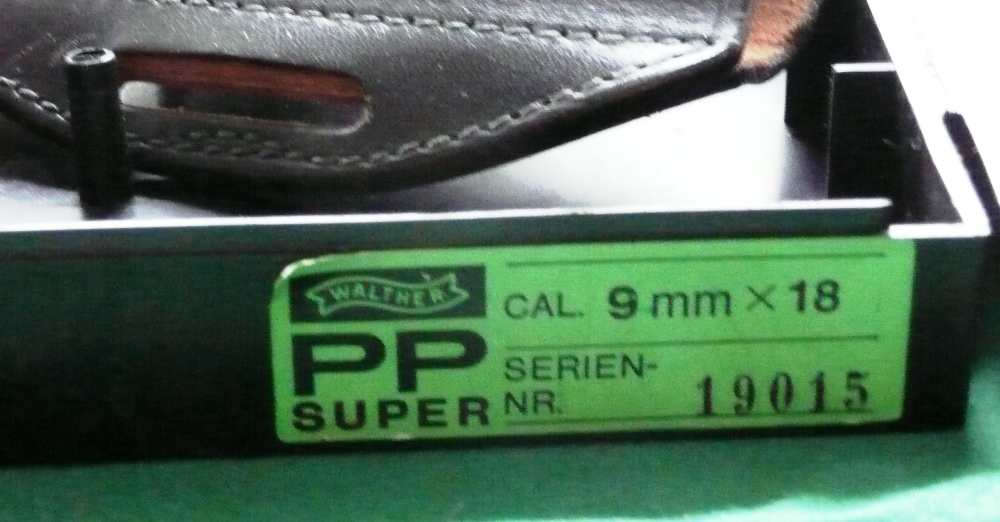 WALTHER
PP
SUPER
CAL. 9 mm × 18
SERIEN-
NR. 19015